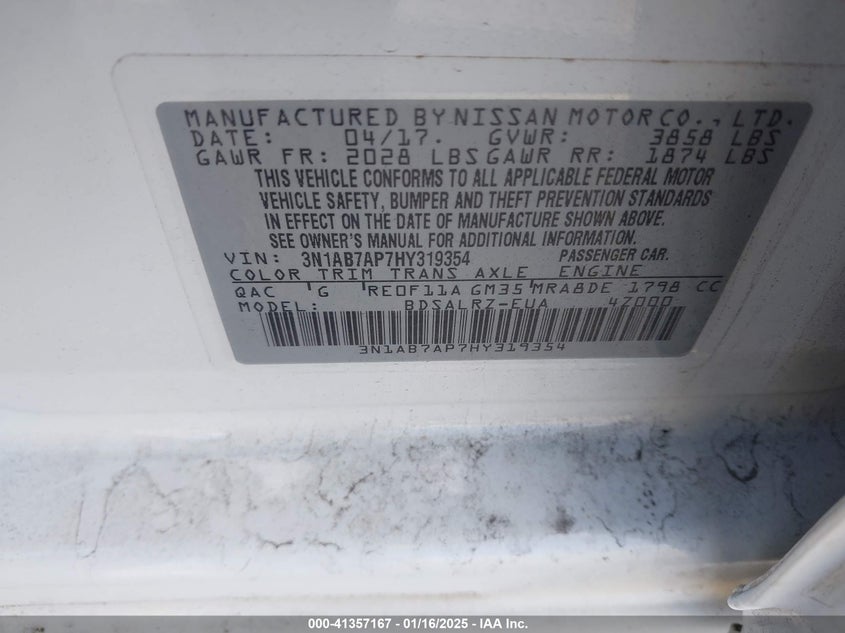 MANUFACTURED BY NISSAN MOTOR CO., LTD.
DATE: 04/17. GVWR: 3858 LBS
GAWR FR: 2028 LBS GAWR RR: 1874 LBS
THIS VEHICLE CONFORMS TO ALL APPLICABLE FEDERAL MOTOR
VEHICLE SAFETY, BUMPER AND THEFT PREVENTION STANDARDS
IN EFFECT ON THE DATE OF MANUFACTURE SHOWN ABOVE.
SEE OWNER'S MANUAL FOR ADDITIONAL INFORMATION.
VIN: 3N1AB7AP7HY319354 PASSENGER CAR.
COLOR TRIM TRANS AXLE ENGINE
QAC G RE0F11A GM35 MRA8DE 1798 CC
MODEL: BDSALRZ-EUA 4Z000
3N1AB7AP7HY319354
000-41357167 - 01/16/2025 - IAA Inc.